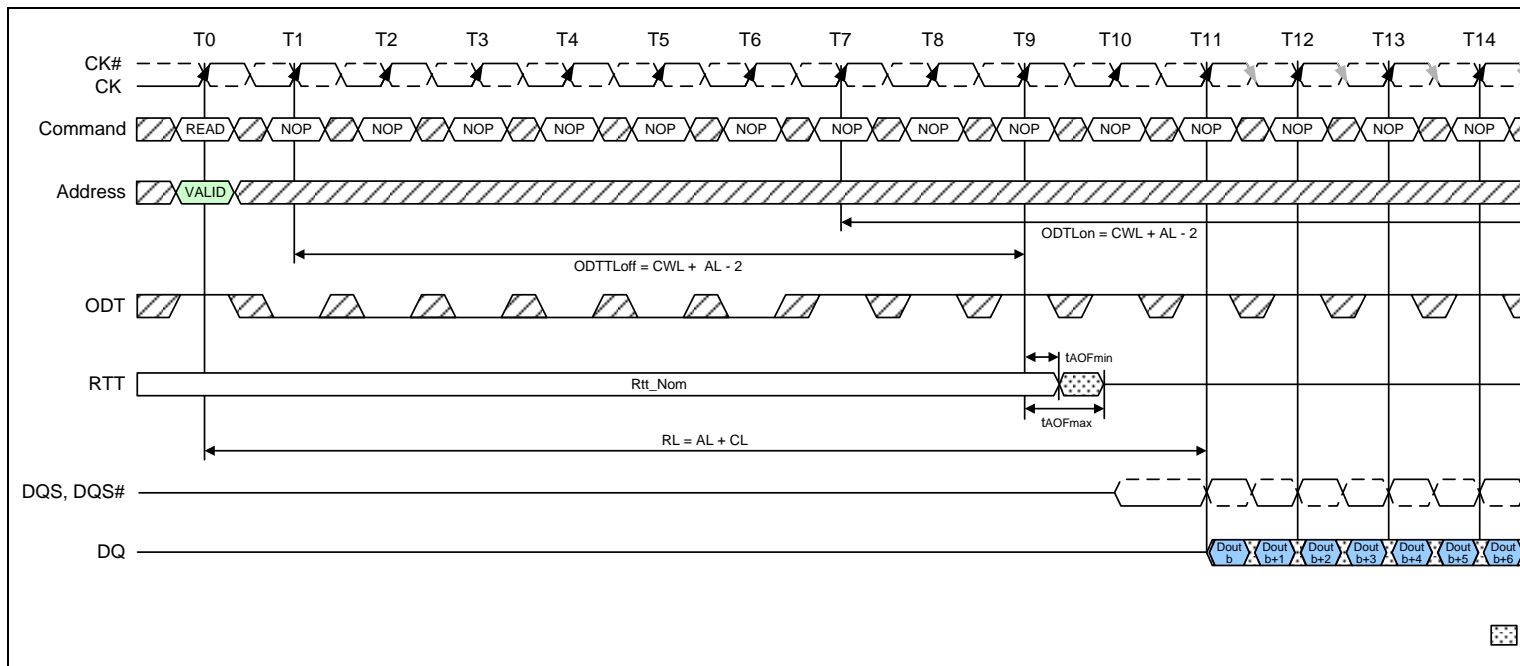 T0 T1 T2 T3 T4 T5 T6 T7 T8 T9 T10 T11 T12 T13 T14
CK#
CK
Command READ NOP NOP NOP NOP NOP NOP NOP NOP NOP NOP NOP NOP NOP NOP
Address VALID
ODTLon = CWL + AL - 2
ODTTLoff = CWL + AL - 2
ODT
tAOFmin
RTT Rtt_Nom
tAOFmax
RL = AL + CL
DQS, DQS#
DQ Dout b Dout b+1 Dout b+2 Dout b+3 Dout b+4 Dout b+5 Dout b+6